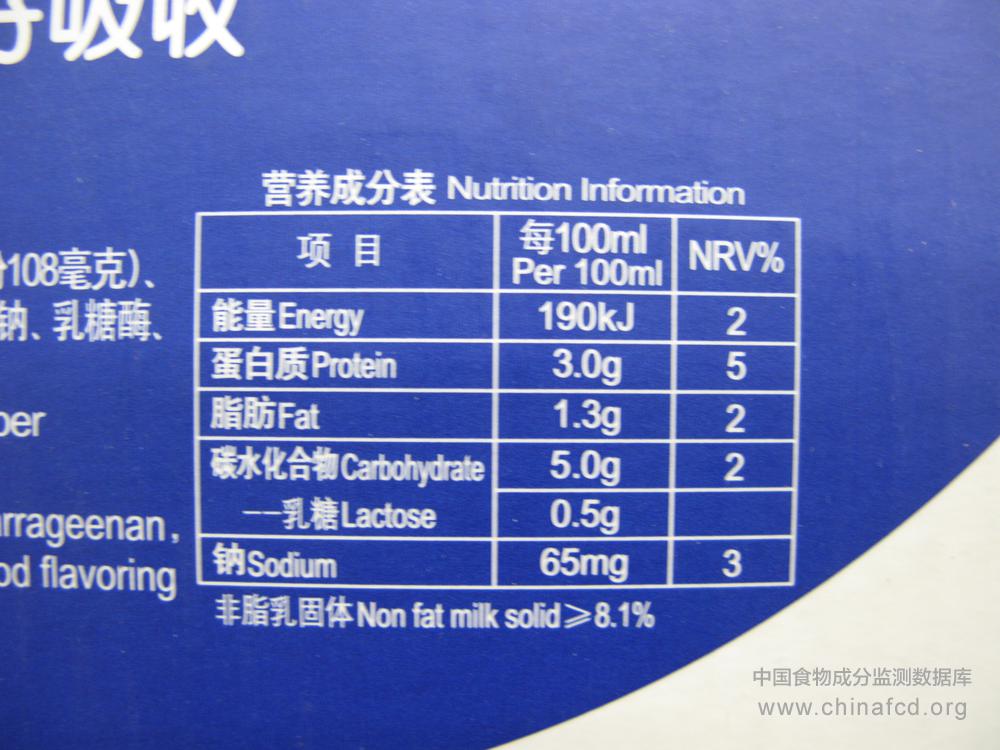 好吸收
营养成分表 Nutrition Information
项 目 每100ml Per 100ml NRV%
能量Energy 190kJ 2
蛋白质Protein 3.0g 5
脂肪Fat 1.3g 2
碳水化合物Carbohydrate 5.0g 2
——乳糖Lactose 0.5g
钠Sodium 65mg 3
非脂乳固体Non fat milk solid≥8.1%
108毫克)、
钠、乳糖酶、
rrageenan,
flavoring
中国食物成分监测数据库
www.chinafcd.org